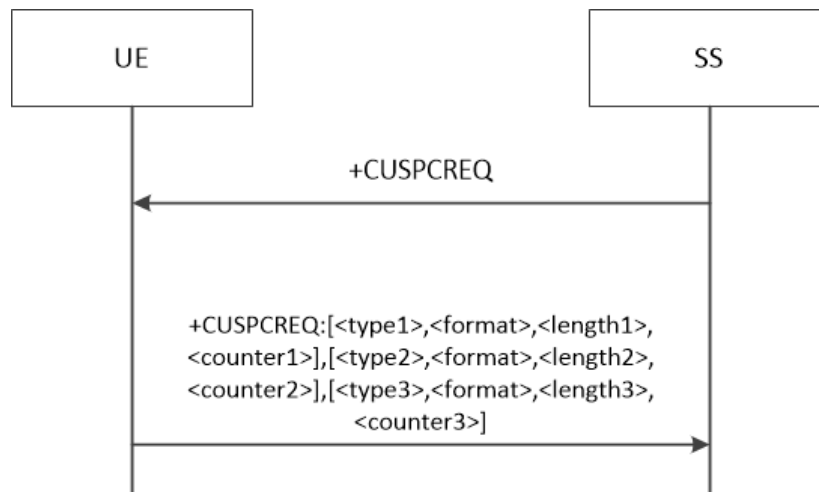 UE
SS
+CUSPCREQ
+CUSPCREQ:[<type1>,<format>,<length1>,
<counter1>],[<type2>,<format>,<length2>,
<counter2>],[<type3>,<format>,<length3>,
<counter3>]